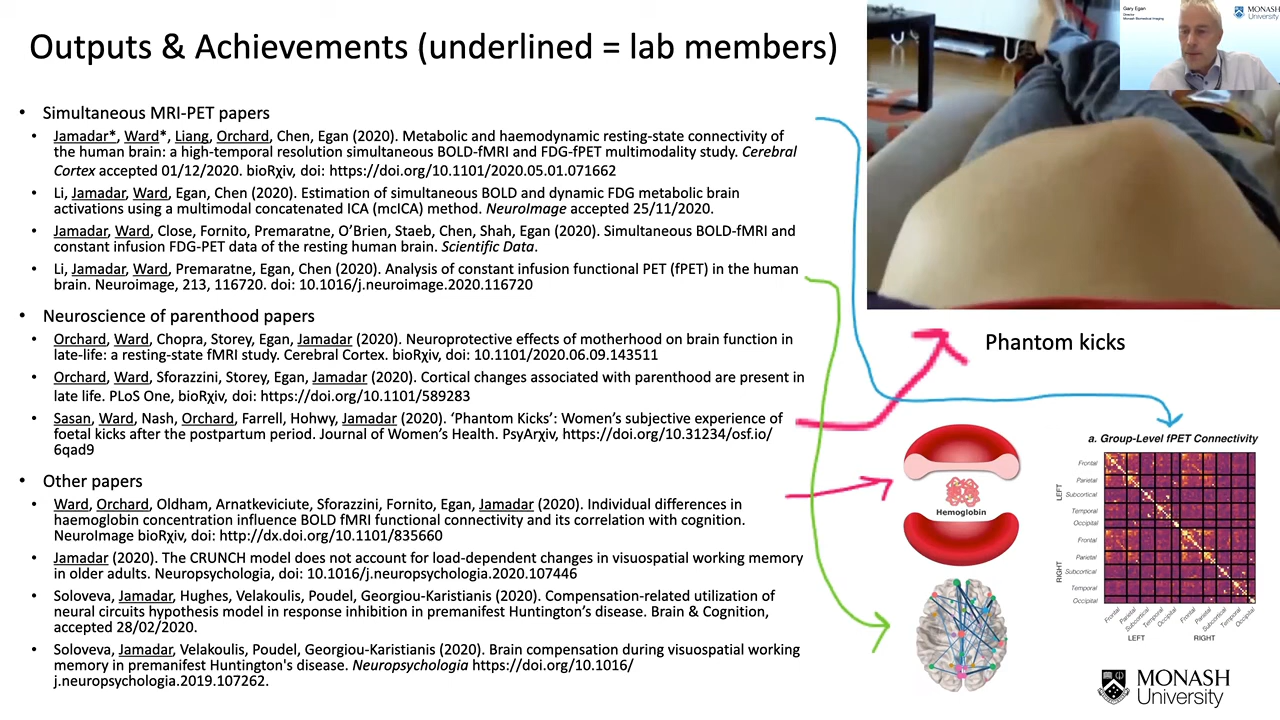 Outputs & Achievements (underlined = lab members)
• Simultaneous MRI-PET papers
• Jamadar*, Ward*, Liang, Orchard, Chen, Egan (2020). Metabolic and haemodynamic resting-state connectivity of
the human brain: a high-temporal resolution simultaneous BOLD-fMRI and FDG-fPET multimodality study. Cerebral
Cortex accepted 01/12/2020. bioRχiv, doi: https://doi.org/10.1101/2020.05.01.071662
• Li, Jamadar, Ward, Egan, Chen (2020). Estimation of simultaneous BOLD and dynamic FDG metabolic brain
activations using a multimodal concatenated ICA (mcICA) method. NeuroImage accepted 25/11/2020.
• Jamadar, Ward, Close, Fornito, Premaratne, O’Brien, Staeb, Chen, Shah, Egan (2020). Simultaneous BOLD-fMRI and
constant infusion FDG-PET data of the resting human brain. Scientific Data.
• Li, Jamadar, Ward, Premaratne, Egan, Chen (2020). Analysis of constant infusion functional PET (fPET) in the human
brain. Neuroimage, 213, 116720. doi: 10.1016/j.neuroimage.2020.116720
• Neuroscience of parenthood papers
• Orchard, Ward, Chopra, Storey, Egan, Jamadar (2020). Neuroprotective effects of motherhood on brain function in
late-life: a resting-state fMRI study. Cerebral Cortex. bioRχiv, doi: 10.1101/2020.06.09.143511
• Orchard, Ward, Sforazzini, Storey, Egan, Jamadar (2020). Cortical changes associated with parenthood are present in
late life. PLoS One, bioRχiv, doi: https://doi.org/10.1101/589283
• Sasan, Ward, Nash, Orchard, Farrell, Hohwy, Jamadar (2020). ‘Phantom Kicks’: Women’s subjective experience of
foetal kicks after the postpartum period. Journal of Women’s Health. PsyArχiv, https://doi.org/10.31234/osf.io/
6qad9
• Other papers
• Ward, Orchard, Oldham, Arnatkeviciute, Sforazzini, Fornito, Egan, Jamadar (2020). Individual differences in
haemoglobin concentration influence BOLD fMRI functional connectivity and its correlation with cognition.
NeuroImage bioRχiv, doi: http://dx.doi.org/10.1101/835660
• Jamadar (2020). The CRUNCH model does not account for load-dependent changes in visuospatial working memory
in older adults. Neuropsychologia, doi: 10.1016/j.neuropsychologia.2020.107446
• Soloveva, Jamadar, Hughes, Velakoulis, Poudel, Georgiou-Karistianis (2020). Compensation-related utilization of
neural circuits hypothesis model in response inhibition in premanifest Huntington’s disease. Brain & Cognition,
accepted 28/02/2020.
• Soloveva, Jamadar, Velakoulis, Poudel, Georgiou-Karistianis (2020). Brain compensation during visuospatial working
memory in premanifest Huntington's disease. Neuropsychologia https://doi.org/10.1016/
j.neuropsychologia.2019.107262.
Gary Egan
Director
Monash Biomedical Imaging
MONASH
University
Phantom kicks
Hemoglobin
a. Group-Level fPET Connectivity
LEFT
Frontal
Parietal
Subcortical
Temporal
Occipital
RIGHT
Frontal
Parietal
Subcortical
Temporal
Occipital
Frontal
Parietal
Subcortical
Temporal
Occipital
Frontal
Parietal
Subcortical
Temporal
Occipital
LEFT
RIGHT
MONASH
University